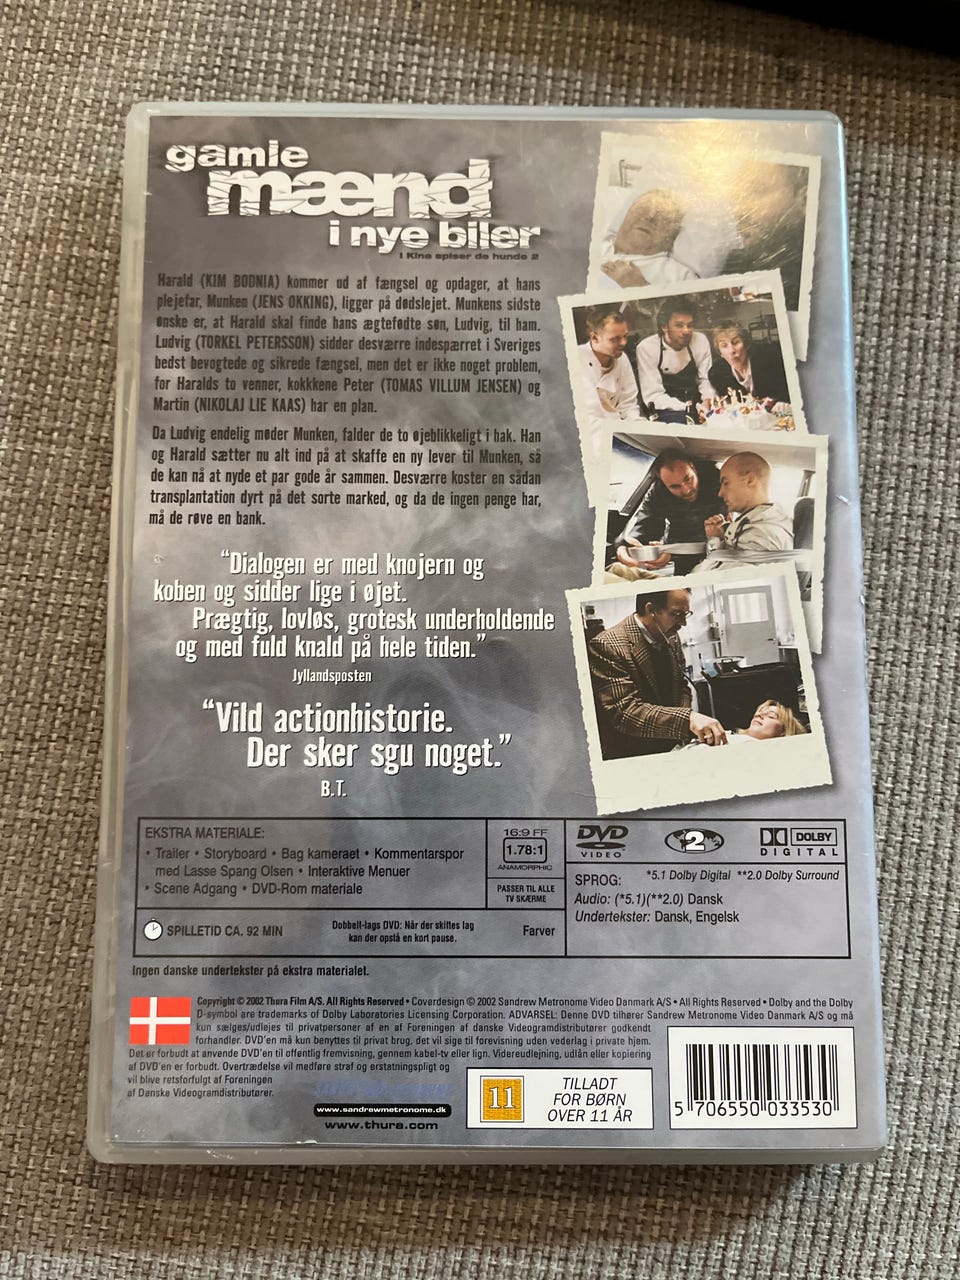 gamle
mænd
i nye biler
I Kina spiser de hunde 2
Harald (KIM BODNIA) kommer ud af fængsel og opdager, at hans
plejefar, Munken (JENS OKKING), ligger på dødslejet. Munkens sidste
ønske er, at Harald skal finde hans ægtefødte søn, Ludvig, til ham.
Ludvig (TORKEL PETERSSON) sidder desværre indespærret i Sveriges
bedst bevogtede og sikrede fængsel, men det er ikke noget problem,
for Haralds to venner, kokkkene Peter (TOMAS VILLUM JENSEN) og
Martin (NIKOLAJ LIE KAAS) har en plan.
Da Ludvig endelig møder Munken, falder de to øjeblikkeligt i hak. Han
og Harald sætter nu alt ind på at skaffe en ny lever til Munken, så
de kan nå at nyde et par gode år sammen. Desværre koster en sådan
transplantation dyrt på det sorte marked, og da de ingen penge har,
må de røve en bank.
"Dialogen er med knojern og
koben og sidder lige i øjet.
Prægtig, lovløs, grotesk underholdende
og med fuld knald på hele tiden."
Jyllandsposten
"Vild actionhistorie.
Der sker sgu noget."
B.T.
EKSTRA MATERIALE:
• Trailer • Storyboard • Bag kameraet • Kommentarspor
med Lasse Spang Olsen • Interaktive Menuer
• Scene Adgang • DVD-Rom materiale
16:9 FF
1.78:1
ANAMORPHIC
PASSER TIL ALLE
TV SKÆRME
SPILLETID CA. 92 MIN
Dobbelt-lags DVD: Når der skiftes lag
kan der opstå en kort pause.
Farver
DVD
VIDEO
2
DOLBY
DIGITAL
SPROG:
*5.1 Dolby Digital **2.0 Dolby Surround
Audio: (*5.1)(**2.0) Dansk
Undertekster: Dansk, Engelsk
Ingen danske undertekster på ekstra materialet.
Copyright © 2002 Thura Film A/S. All Rights Reserved • Coverdesign © 2002 Sandrew Metronome Video Danmark A/S • All Rights Reserved • Dolby and the Dolby
D-symbol are trademarks of Dolby Laboratories Licensing Corporation. ADVARSEL: Denne DVD tilhører Sandrew Metronome Video Danmark A/S og må
kun sælges/udlejes til privatpersoner af en af Foreningen af danske Videogramdistributører godkendt
forhandler. DVD'en må kun benyttes til privat brug, det vil sige til forevisning uden vederlag i private hjem.
Det er forbudt at anvende DVD'en til offentlig fremvisning, gennem kabel-tv eller lign. Videreudlejning, udlån eller kopiering
af DVD'en er forbudt. Overtrædelse vil medføre straf og erstatningspligt og
vil blive retsforfulgt af Foreningen
af Danske Videogramdistributører.
www.sandrewmetronome.dk
www.thura.com
11
TILLADT
FOR BØRN
OVER 11 ÅR
5 706550 033530